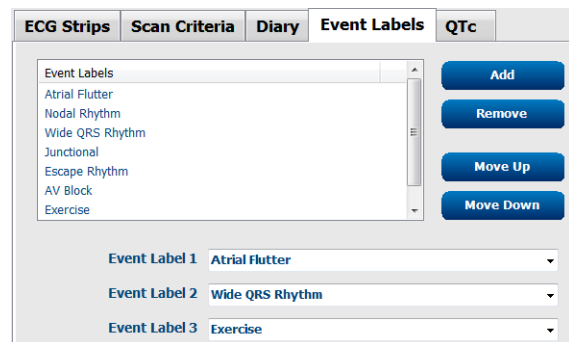 ECG Strips Scan Criteria Diary Event Labels QTc
Event Labels
Atrial Flutter
Nodal Rhythm
Wide QRS Rhythm
Junctional
Escape Rhythm
AV Block
Exercise
Add
Remove
Move Up
Move Down
Event Label 1 Atrial Flutter
Event Label 2 Wide QRS Rhythm
Event Label 3 Exercise